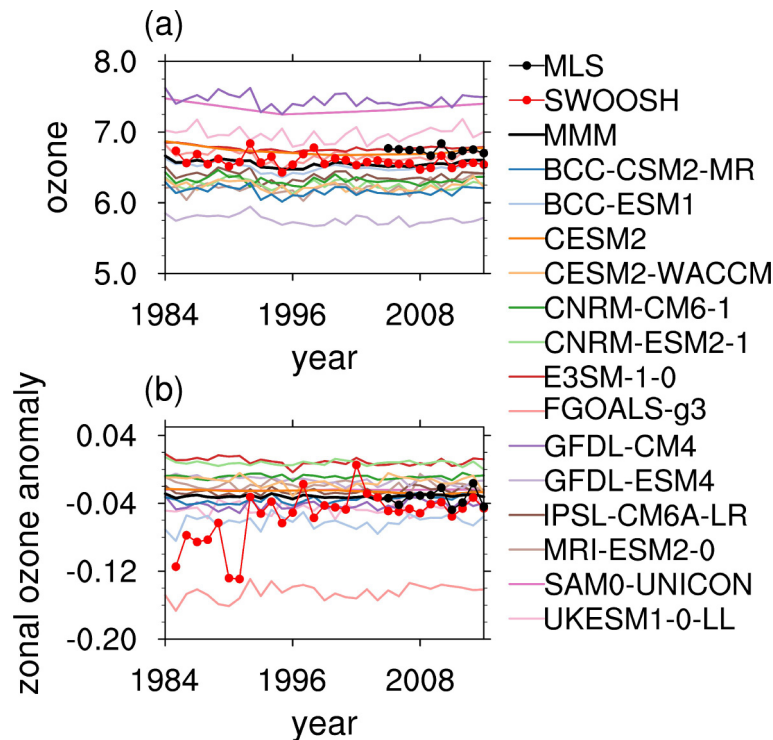 (a)
8.0
7.0
6.0
5.0
ozone
1984
1996
2008
year
(b)
0.04
-0.04
-0.12
-0.20
zonal ozone anomaly
1984
1996
2008
year
MLS
SWOOSH
MMM
BCC-CSM2-MR
BCC-ESM1
CESM2
CESM2-WACCM
CNRM-CM6-1
CNRM-ESM2-1
E3SM-1-0
FGOALS-g3
GFDL-CM4
GFDL-ESM4
IPSL-CM6A-LR
MRI-ESM2-0
SAM0-UNICON
UKESM1-0-LL